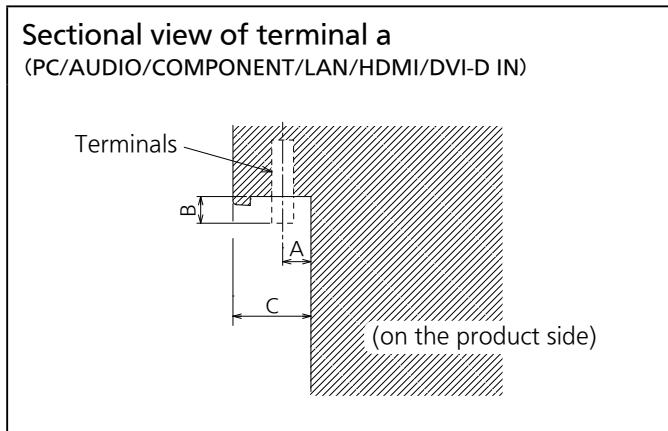 Sectional view of terminal a
(PC/AUDIO/COMPONENT/LAN/HDMI/DVI-D IN)
Terminals
B
A
C
(on the product side)